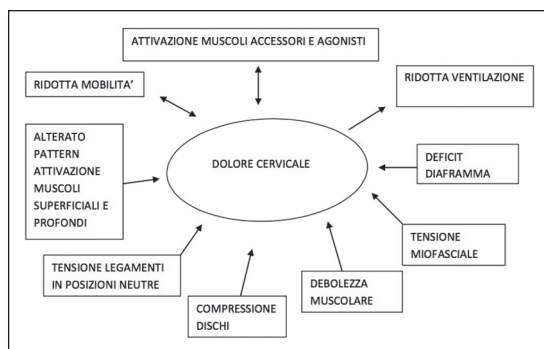 ATTIVAZIONE MUSCOLI ACCESSORI E AGONISTI
RIDOTTA MOBILITA’
RIDOTTA VENTILAZIONE
ALTERATO
PATTERN
ATTIVAZIONE
MUSCOLI
SUPERFICIALI E
PROFONDI
DOLORE CERVICALE
DEFICIT
DIAFRAMMA
TENSIONE
MIOFASCIALE
TENSIONE LEGAMENTI
IN POSIZIONI NEUTRE
DEBOLEZZA
MUSCOLARE
COMPRESSIONE
DISCHI